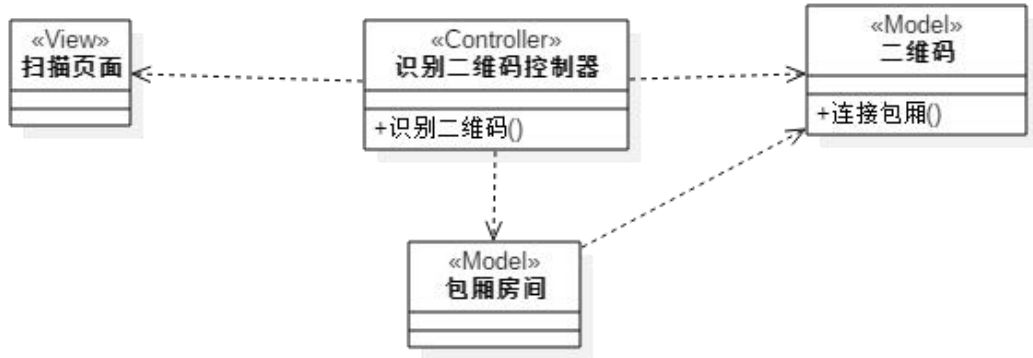 «View»
扫描页面
«Controller»
识别二维码控制器
+识别二维码()
«Model»
二维码
+连接包厢()
«Model»
包厢房间